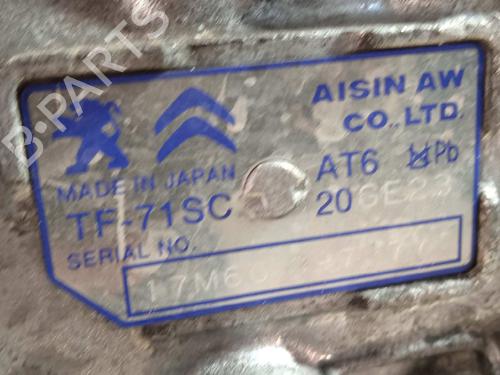 AISIN AW
CO.,LTD.
MADE IN JAPAN
AT6 Pb
TF-71SC
20GE23
SERIAL NO.
B-PARTS